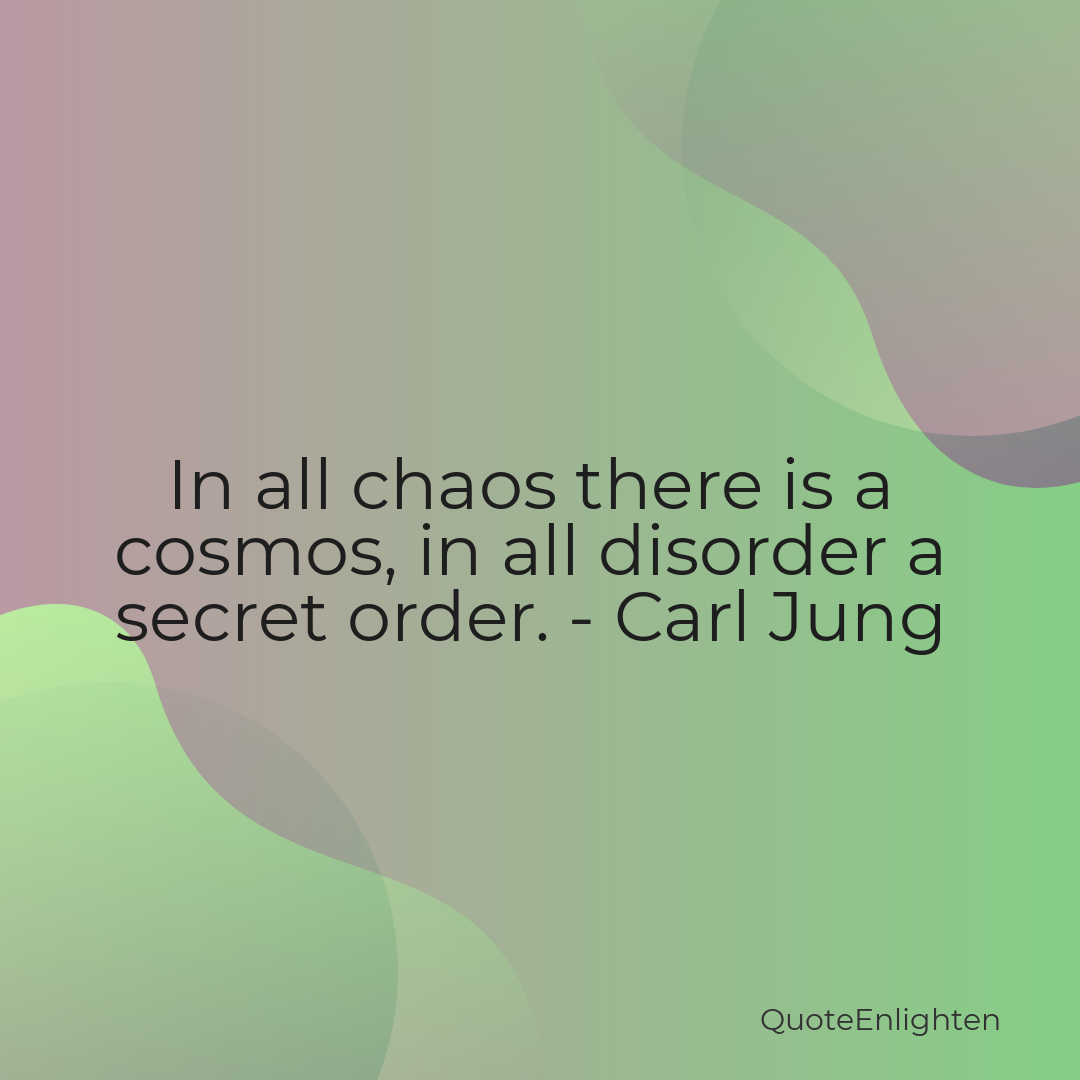 In all chaos there is a
cosmos, in all disorder a
secret order. - Carl Jung
QuoteEnlighten